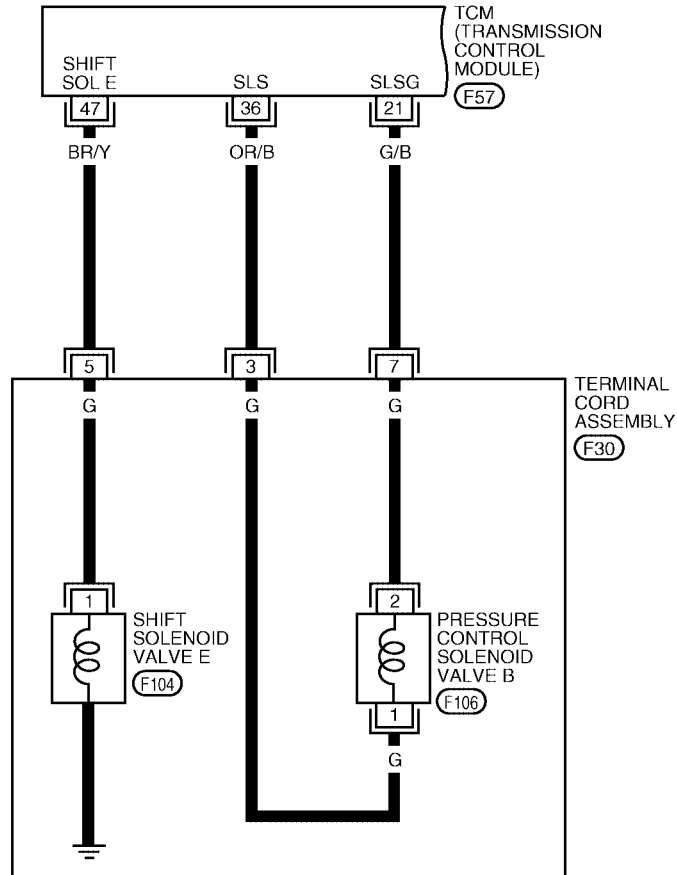 TCM
(TRANSMISSION
CONTROL
MODULE)
F57
SHIFT
SOL E
SLS
SLSG
47
36
21
BR/Y
OR/B
G/B
5
3
7
G
G
G
TERMINAL
CORD
ASSEMBLY
F30
1
SHIFT
SOLENOID
VALVE E
F104
2
PRESSURE
CONTROL
SOLENOID
VALVE B
F106
1
G